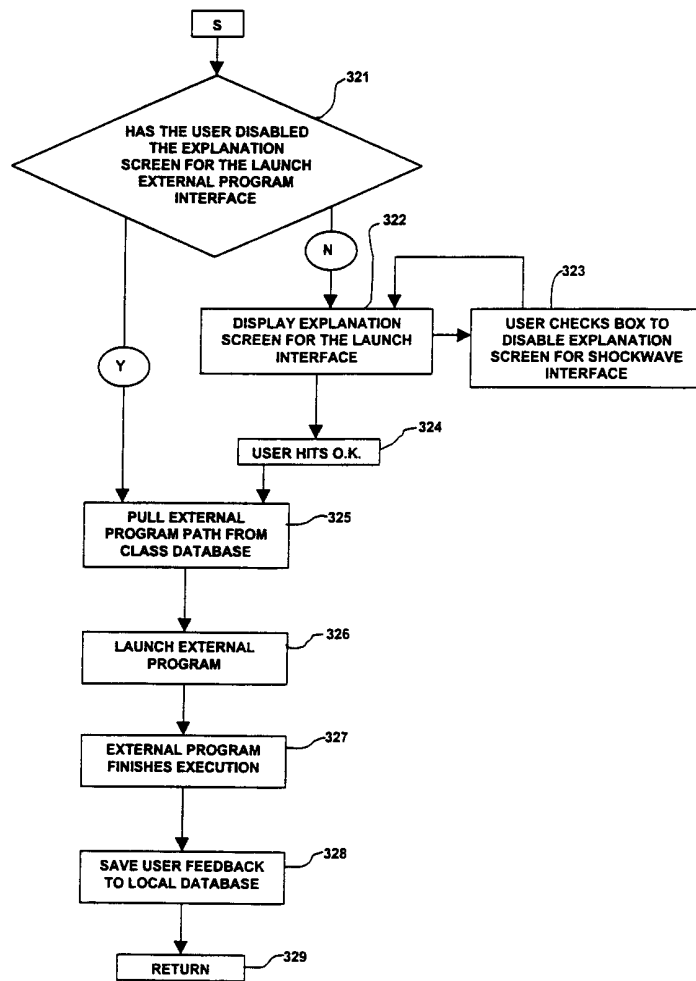 S
321
HAS THE USER DISABLED
THE EXPLANATION
SCREEN FOR THE LAUNCH
EXTERNAL PROGRAM
INTERFACE
322
N
323
DISPLAY EXPLANATION
SCREEN FOR THE LAUNCH
INTERFACE
USER CHECKS BOX TO
DISABLE EXPLANATION
SCREEN FOR SHOCKWAVE
INTERFACE
Y
324
USER HITS O.K.
PULL EXTERNAL
PROGRAM PATH FROM
CLASS DATABASE
325
LAUNCH EXTERNAL
PROGRAM
326
EXTERNAL PROGRAM
FINISHES EXECUTION
327
SAVE USER FEEDBACK
TO LOCAL DATABASE
328
RETURN
329